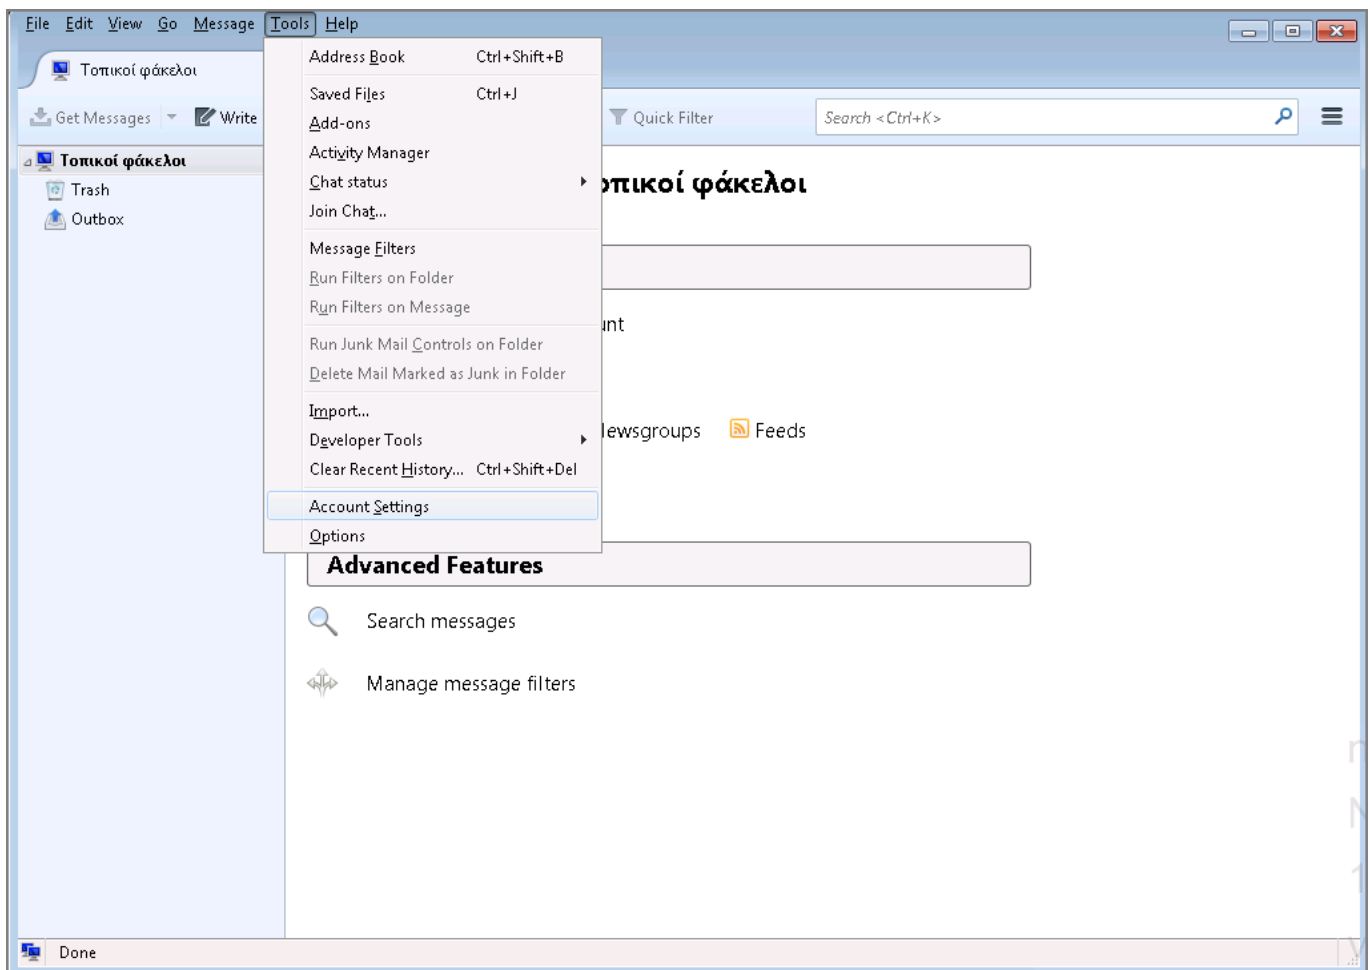 File Edit View Go Message Tools Help
Τοπικοί φάκελοι
Get Messages Write Quick Filter Search <Ctrl+K>
Τοπικοί φάκελοι
Trash
Outbox
Address Book Ctrl+Shift+B
Saved Files Ctrl+J
Add-ons
Activity Manager
Chat status
Join Chat...
Message Filters
Run Filters on Folder
Run Filters on Message
Run Junk Mail Controls on Folder
Delete Mail Marked as Junk in Folder
Import...
Developer Tools
Clear Recent History... Ctrl+Shift+Del
Account Settings
Options
οπικοί φάκελοι
unt
ewsgroups Feeds
Advanced Features
Search messages
Manage message filters
Done